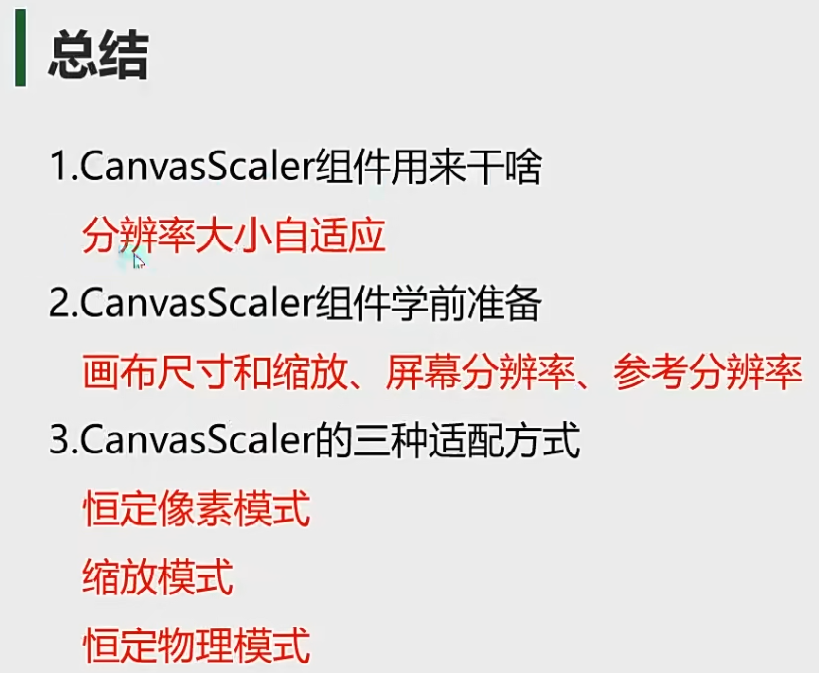 总结
1.CanvasScaler组件用来干啥
分辨率大小自适应
2.CanvasScaler组件学前准备
画布尺寸和缩放、屏幕分辨率、参考分辨率
3.CanvasScaler的三种适配方式
恒定像素模式
缩放模式
恒定物理模式